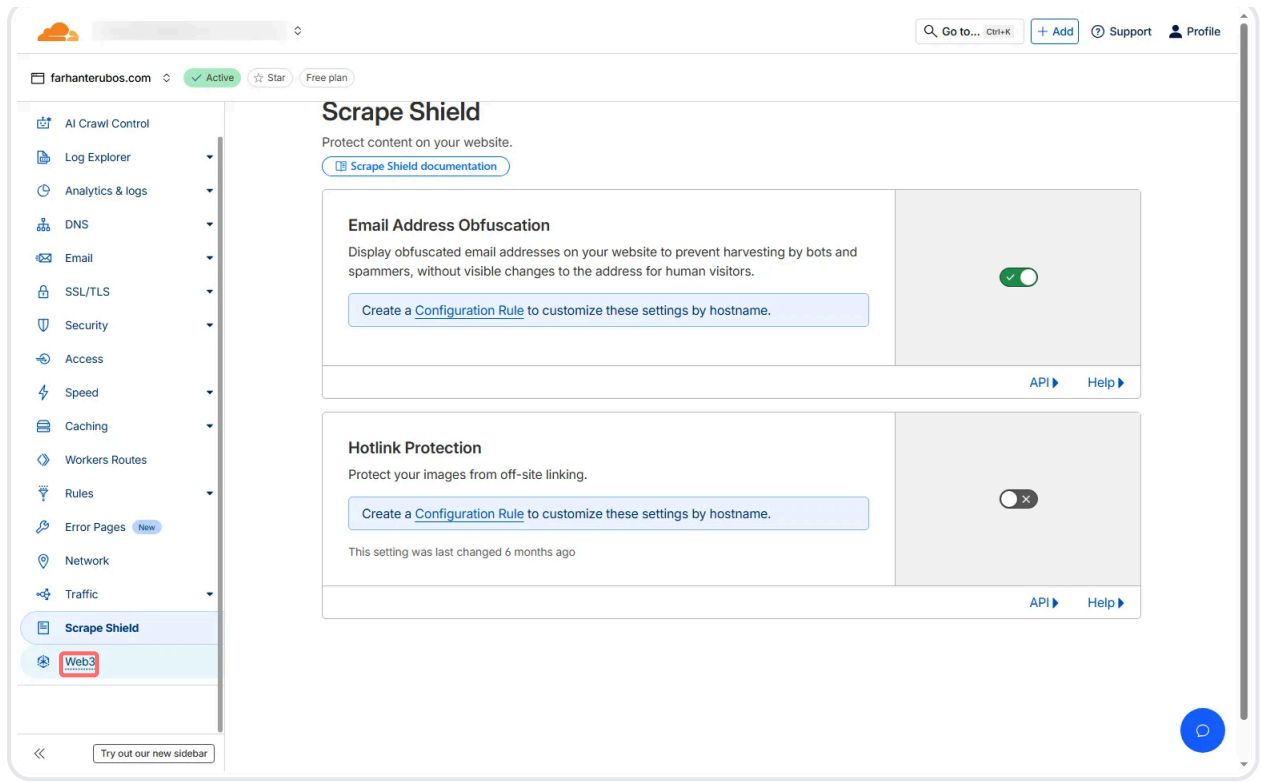 Go to... Ctrl+K
Add
Support
Profile
farhanterubos.com
Active
Star
Free plan
AI Crawl Control
Log Explorer
Analytics & logs
DNS
Email
SSL/TLS
Security
Access
Speed
Caching
Workers Routes
Rules
Error Pages New
Network
Traffic
Scrape Shield
Web3
Try out our new sidebar
Scrape Shield
Protect content on your website.
Scrape Shield documentation
Email Address Obfuscation
Display obfuscated email addresses on your website to prevent harvesting by bots and
spammers, without visible changes to the address for human visitors.
Create a Configuration Rule to customize these settings by hostname.
API
Help
Hotlink Protection
Protect your images from off-site linking.
Create a Configuration Rule to customize these settings by hostname.
This setting was last changed 6 months ago
API
Help